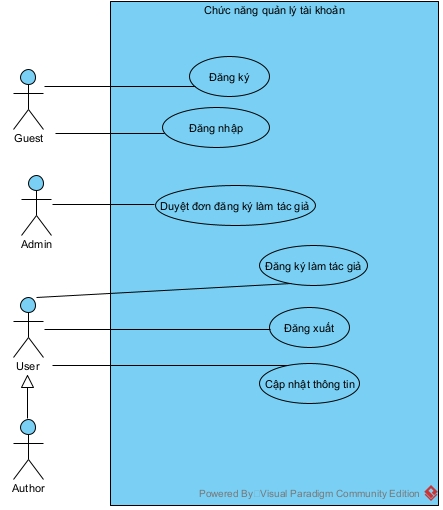 Chức năng quản lý tài khoản
Đăng ký
Guest
Đăng nhập
Admin
Duyệt đơn đăng ký làm tác giả
Đăng ký làm tác giả
User
Đăng xuất
Cập nhật thông tin
Author
Powered By Visual Paradigm Community Edition